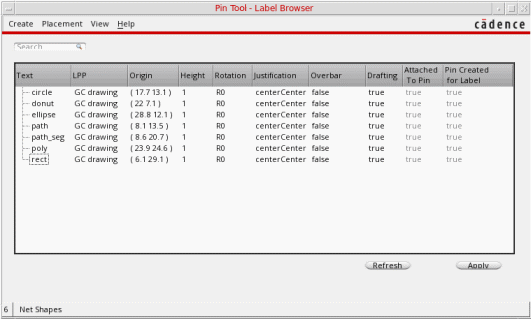 Pin Tool - Label Browser
Create Placement View Help cādence
Search
Text LPP Origin Height Rotation Justification Overbar Drafting Attached To Pin Pin Created for Label
circle GC drawing ( 17.7 13.1 ) 1 R0 centerCenter false true true true
donut GC drawing ( 22 7.1 ) 1 R0 centerCenter false true true true
ellipse GC drawing ( 28.8 12.1 ) 1 R0 centerCenter false true true true
path GC drawing ( 8.1 13.5 ) 1 R0 centerCenter false true true true
path_seg GC drawing ( 8.6 20.7 ) 1 R0 centerCenter false true true true
poly GC drawing ( 23.9 24.6 ) 1 R0 centerCenter false true true true
rect GC drawing ( 6.1 29.1 ) 1 R0 centerCenter false true true true
Refresh Apply
6 Net Shapes